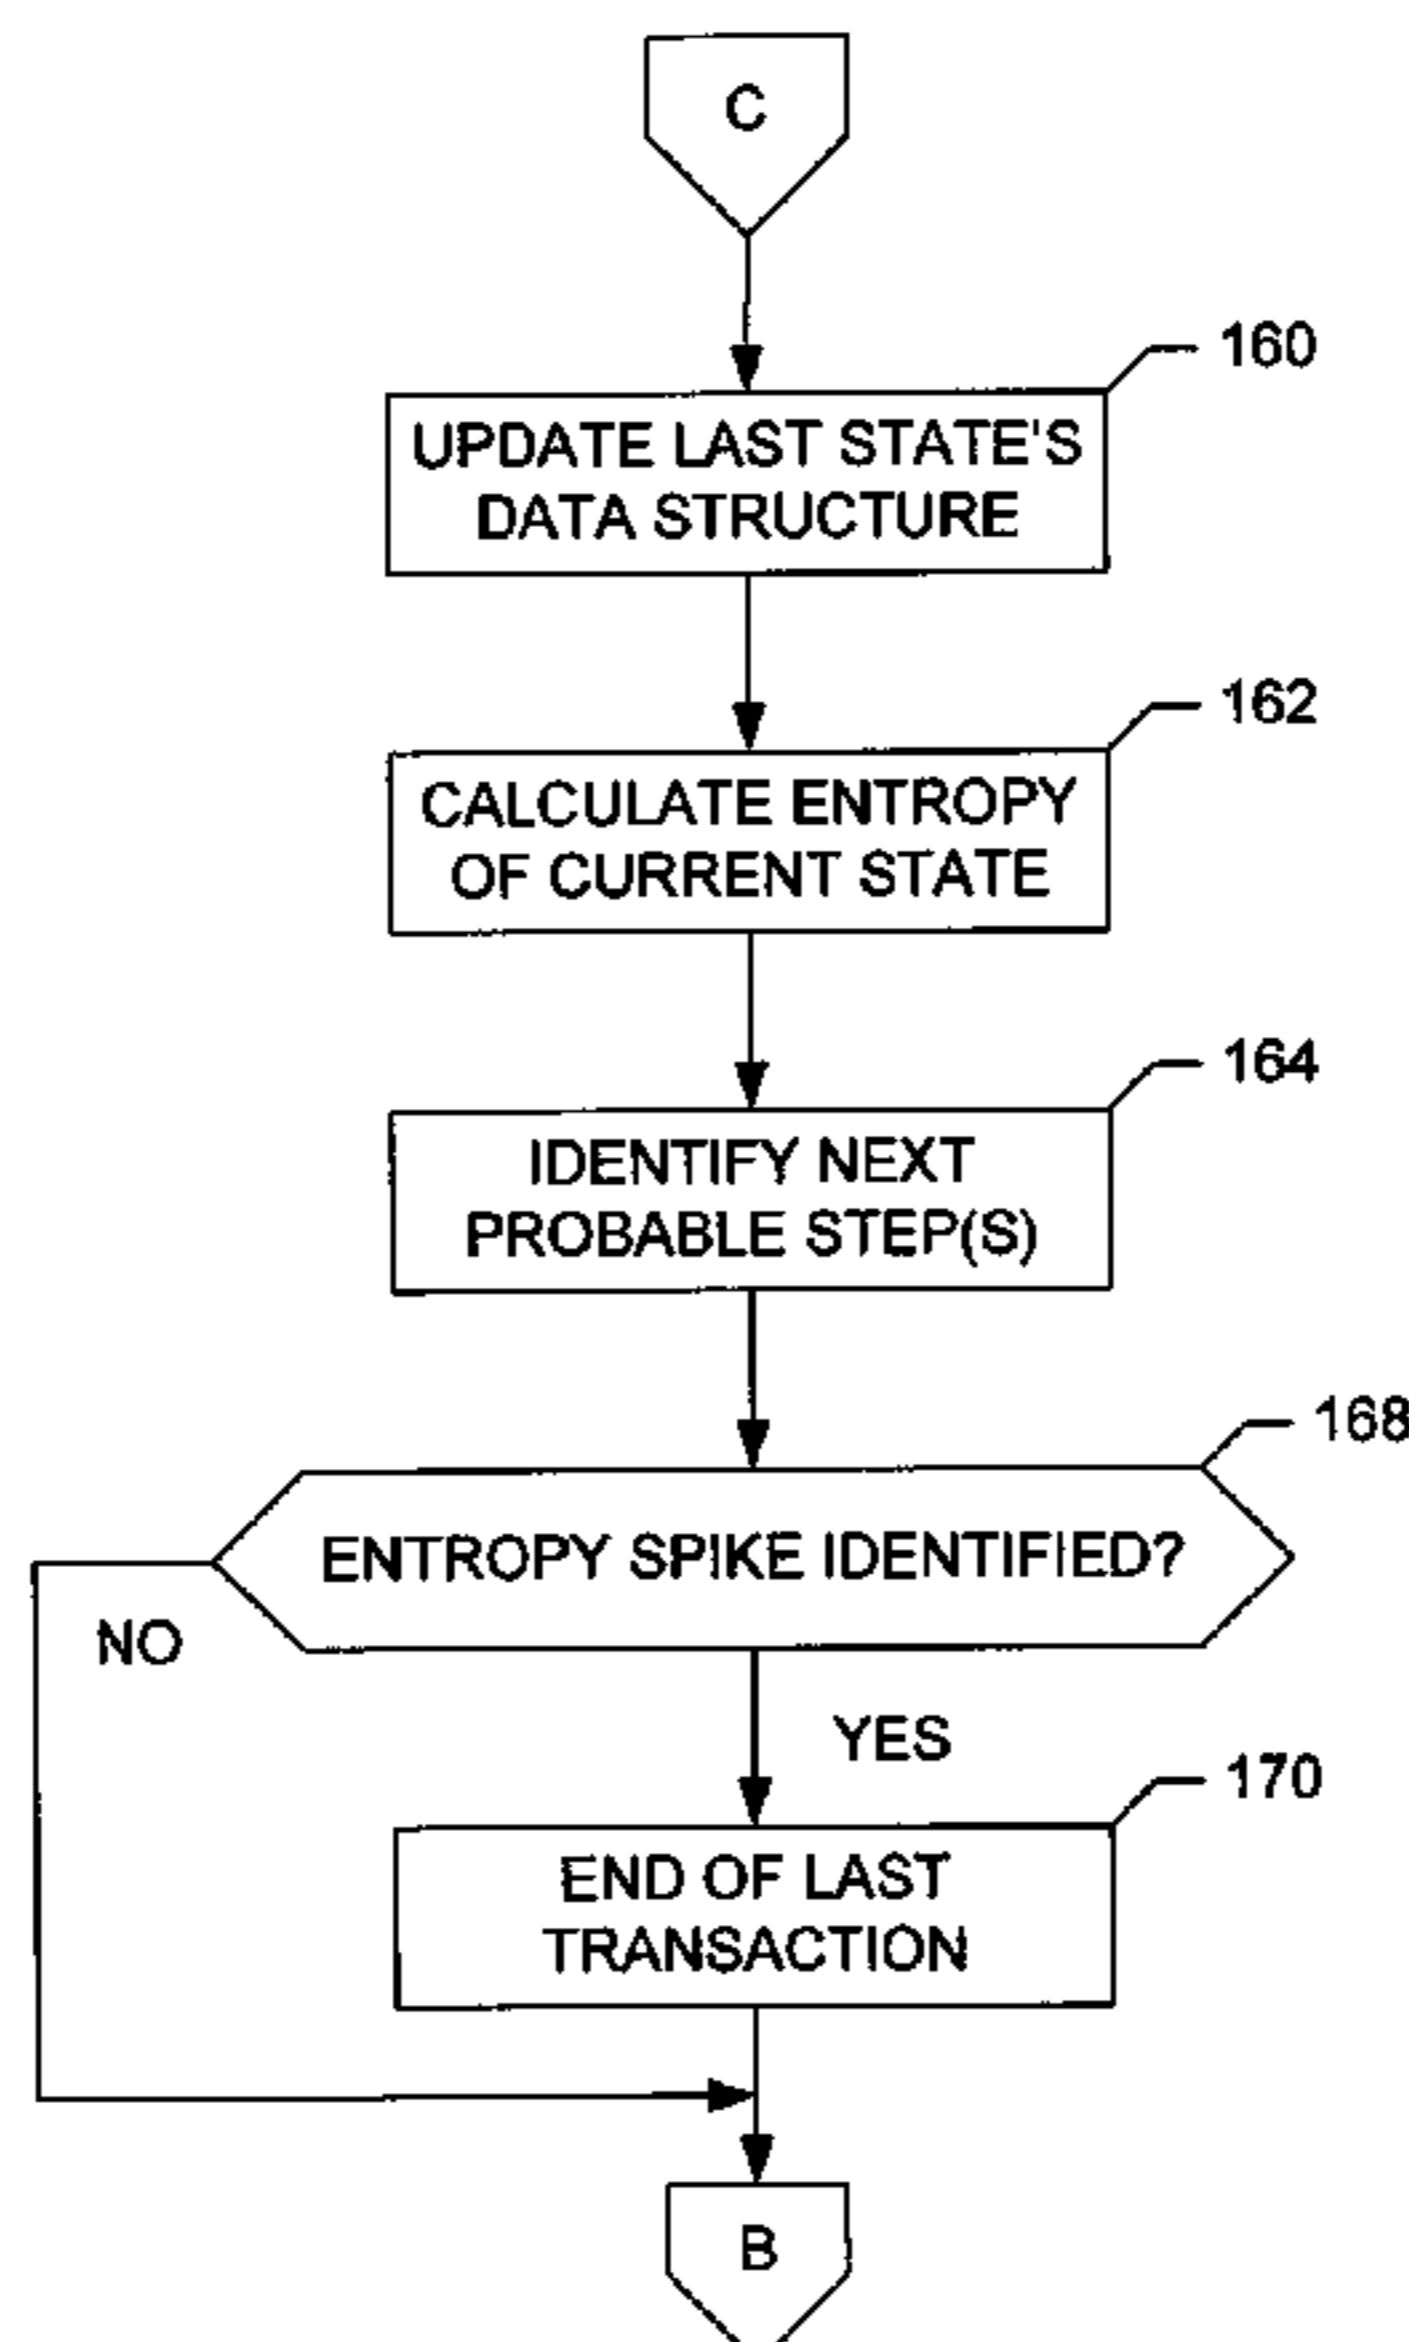 C
160
UPDATE LAST STATE'S
DATA STRUCTURE
162
CALCULATE ENTROPY
OF CURRENT STATE
164
IDENTIFY NEXT
PROBABLE STEP(S)
168
ENTROPY SPIKE IDENTIFIED?
NO
YES
170
END OF LAST
TRANSACTION
B